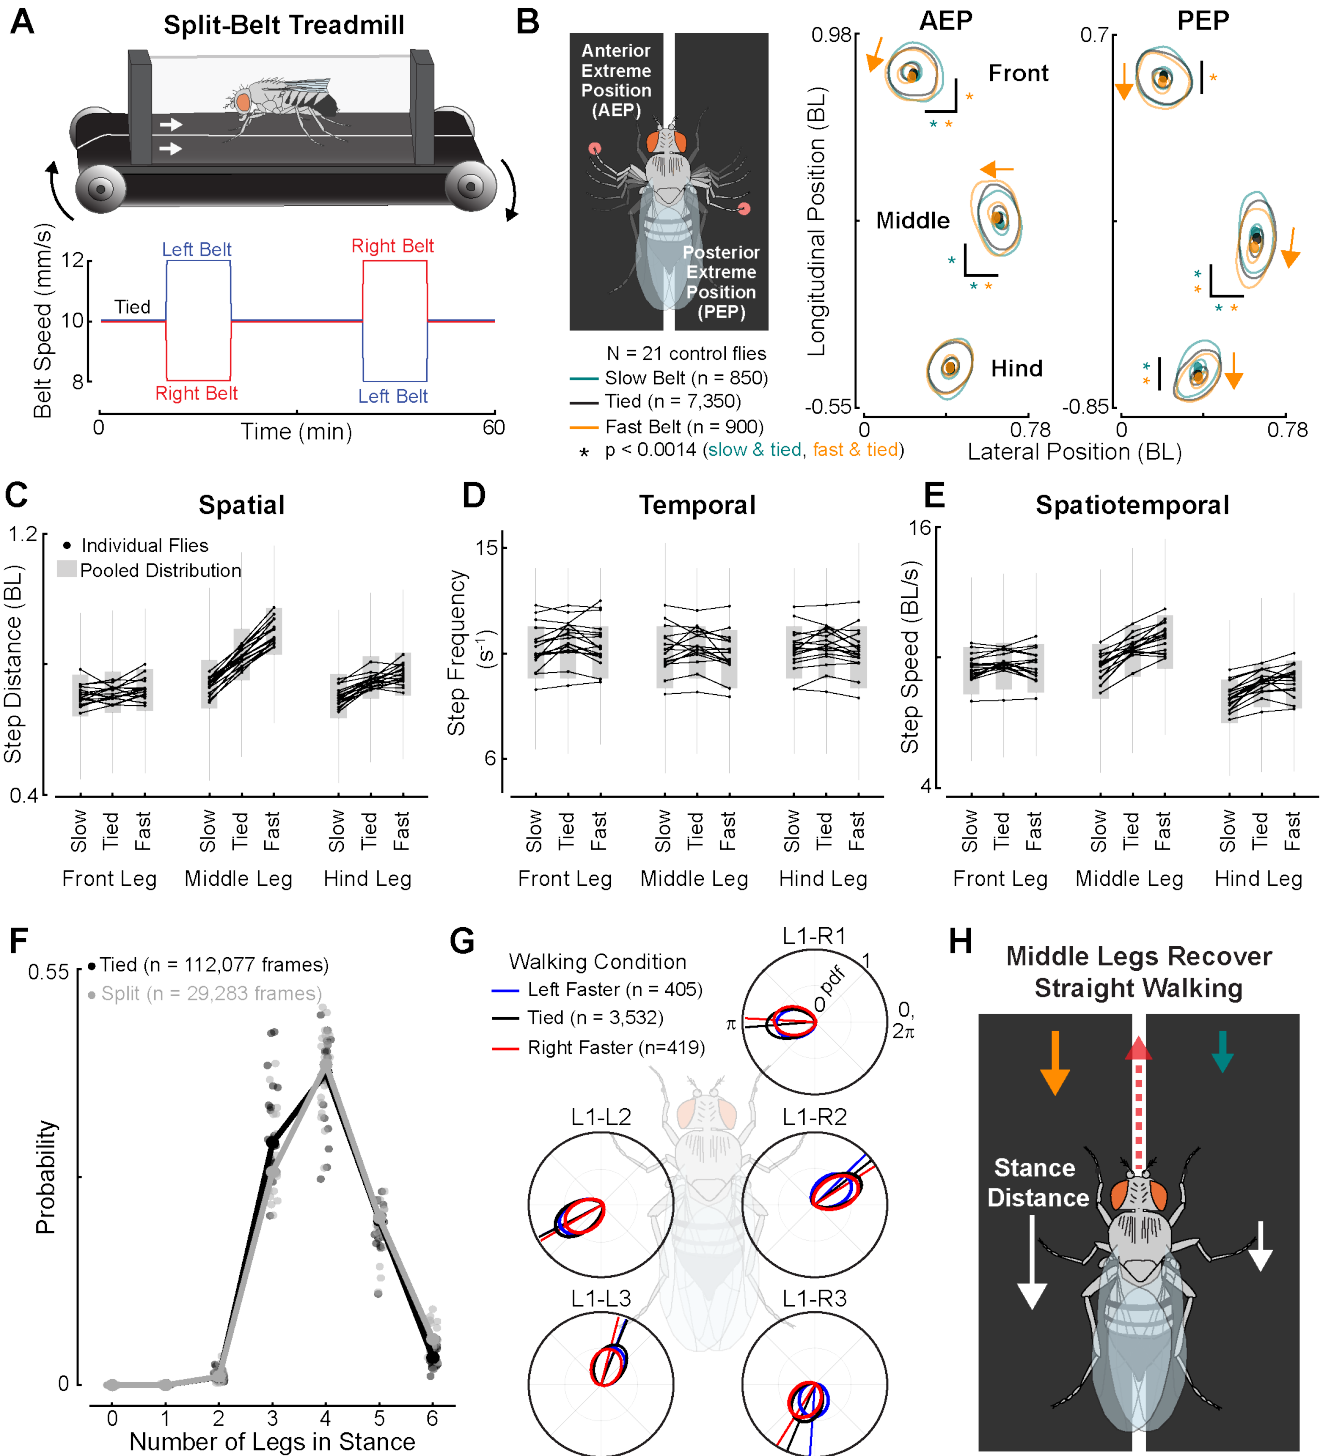 A
Split-Belt Treadmill
Belt Speed (mm/s)
12
10
8
Left Belt
Right Belt
Tied
Right Belt
Left Belt
0
Time (min)
60
B
Anterior
Extreme
Position
(AEP)
Posterior
Extreme
Position
(PEP)
N = 21 control flies
Slow Belt (n = 850)
Tied (n = 7,350)
Fast Belt (n = 900)
* p < 0.0014 (slow & tied, fast & tied)
AEP
PEP
Longitudinal Position (BL)
0.98
-0.55
0.7
-0.85
Front
*
* *
*
Middle
*
* *
* *
* *
Hind
* *
0
0.78
0
0.78
Lateral Position (BL)
C
Spatial
Step Distance (BL)
1.2
0.4
Individual Flies
Pooled Distribution
Slow
Tied
Fast
Slow
Tied
Fast
Slow
Tied
Fast
Front Leg
Middle Leg
Hind Leg
D
Temporal
Step Frequency
(s-1)
15
6
Slow
Tied
Fast
Slow
Tied
Fast
Slow
Tied
Fast
Front Leg
Middle Leg
Hind Leg
E
Spatiotemporal
Step Speed (BL/s)
16
4
Slow
Tied
Fast
Slow
Tied
Fast
Slow
Tied
Fast
Front Leg
Middle Leg
Hind Leg
F
Probability
0.55
0
Tied (n = 112,077 frames)
Split (n = 29,283 frames)
0
1
2
3
4
5
6
Number of Legs in Stance
G
Walking Condition
Left Faster (n = 405)
Tied (n = 3,532)
Right Faster (n=419)
L1-R1
1
pdf
0
π
0,
2π
L1-L2
L1-R2
L1-L3
L1-R3
H
Middle Legs Recover
Straight Walking
Stance
Distance